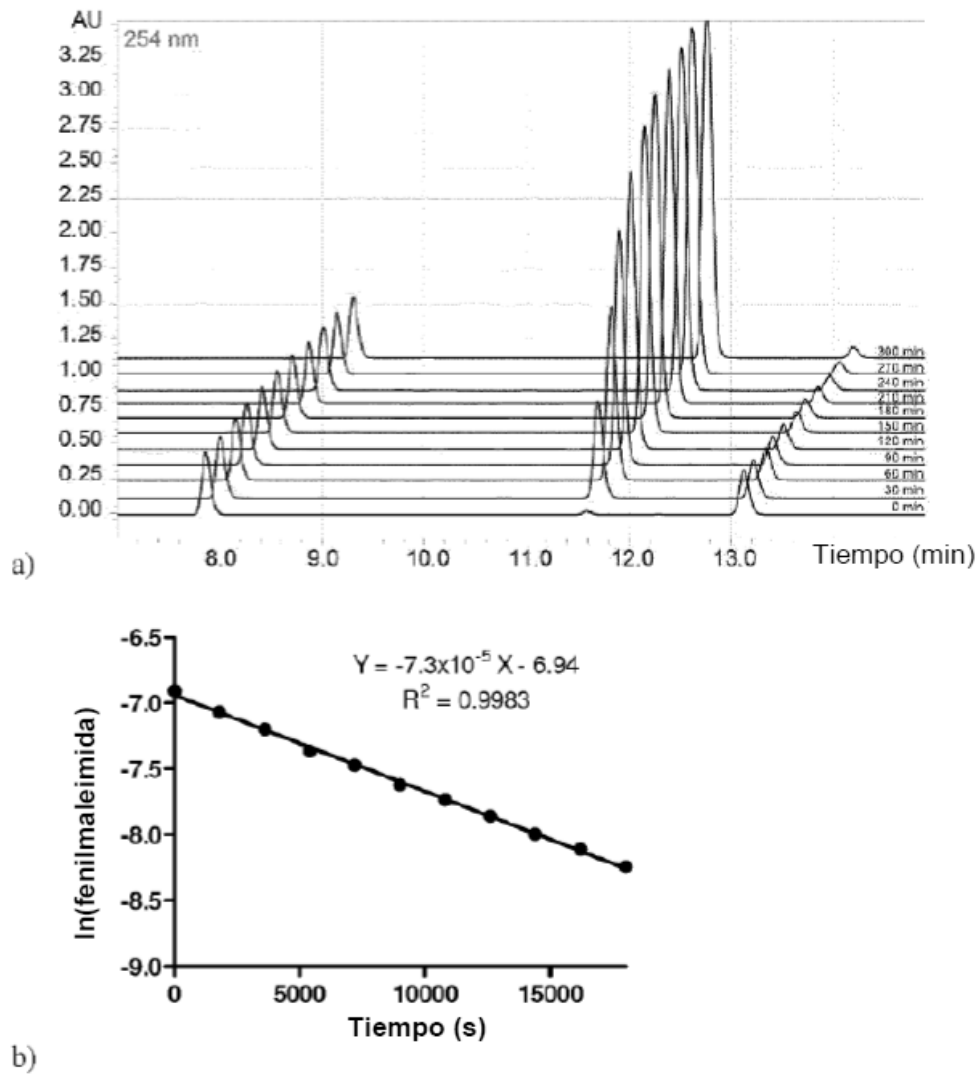 AU
254 nm
3.25
3.00
2.75
2.50
2.25
2.00
1.75
1.50
1.25
1.00
0.75
0.50
0.25
0.00
300 min
270 min
240 min
210 min
180 min
150 min
120 min
90 min
60 min
30 min
0 min
8.0 9.0 10.0 11.0 12.0 13.0 Tiempo (min)
a)
Y = -7.3x10⁻⁵ X - 6.94
R² = 0.9983
ln(fenilmaleimida)
-6.5
-7.0
-7.5
-8.0
-8.5
-9.0
0 5000 10000 15000
Tiempo (s)
b)